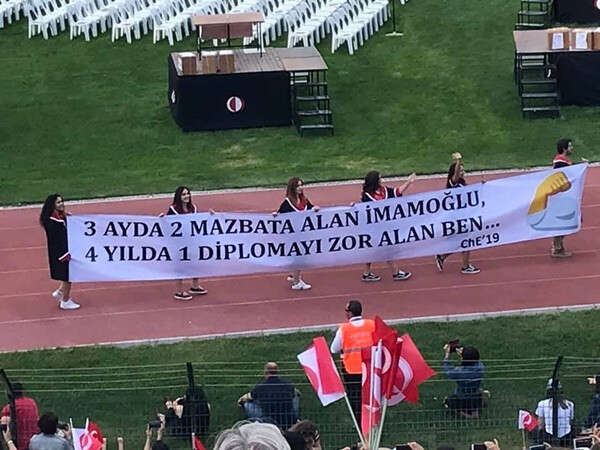 3 AYDA 2 MAZBATA ALAN İMAMOĞLU,
4 YILDA 1 DİPLOMAYI ZOR ALAN BEN...
ChE'19